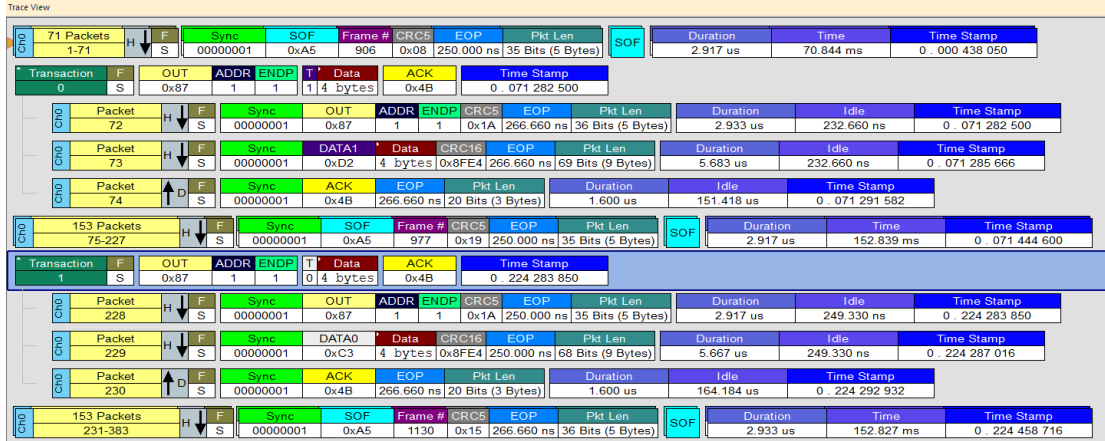 Trace View
Ch0 71 Packets H F Sync SOF Frame # CRC5 EOP Pkt Len SOF Duration Time Time Stamp
1-71 S 00000001 0xA5 906 0x08 250.000 ns 35 Bits (5 Bytes) 2.917 us 70.844 ms 0 . 000 438 050
Transaction F OUT ADDR ENDP T Data ACK Time Stamp
0 S 0x87 1 1 1 4 bytes 0x4B 0 . 071 282 500
Ch0 Packet H F Sync OUT ADDR ENDP CRC5 EOP Pkt Len Duration Idle Time Stamp
72 S 00000001 0x87 1 1 0x1A 266.660 ns 36 Bits (5 Bytes) 2.933 us 232.660 ns 0 . 071 282 500
Ch0 Packet H F Sync DATA1 Data CRC16 EOP Pkt Len Duration Idle Time Stamp
73 S 00000001 0xD2 4 bytes 0x8FE4 266.660 ns 69 Bits (9 Bytes) 5.683 us 232.660 ns 0 . 071 285 666
Ch0 Packet D F Sync ACK EOP Pkt Len Duration Idle Time Stamp
74 S 00000001 0x4B 266.660 ns 20 Bits (3 Bytes) 1.600 us 151.418 us 0 . 071 291 582
Ch0 153 Packets H F Sync SOF Frame # CRC5 EOP Pkt Len SOF Duration Time Time Stamp
75-227 S 00000001 0xA5 977 0x19 250.000 ns 35 Bits (5 Bytes) 2.917 us 152.839 ms 0 . 071 444 600
Transaction F OUT ADDR ENDP T Data ACK Time Stamp
1 S 0x87 1 1 0 4 bytes 0x4B 0 . 224 283 850
Ch0 Packet H F Sync OUT ADDR ENDP CRC5 EOP Pkt Len Duration Idle Time Stamp
228 S 00000001 0x87 1 1 0x1A 250.000 ns 35 Bits (5 Bytes) 2.917 us 249.330 ns 0 . 224 283 850
Ch0 Packet H F Sync DATA0 Data CRC16 EOP Pkt Len Duration Idle Time Stamp
229 S 00000001 0xC3 4 bytes 0x8FE4 250.000 ns 68 Bits (9 Bytes) 5.667 us 249.330 ns 0 . 224 287 016
Ch0 Packet D F Sync ACK EOP Pkt Len Duration Idle Time Stamp
230 S 00000001 0x4B 266.660 ns 20 Bits (3 Bytes) 1.600 us 164.184 us 0 . 224 292 932
Ch0 153 Packets H F Sync SOF Frame # CRC5 EOP Pkt Len SOF Duration Time Time Stamp
231-383 S 00000001 0xA5 1130 0x15 266.660 ns 36 Bits (5 Bytes) 2.933 us 152.827 ms 0 . 224 458 716